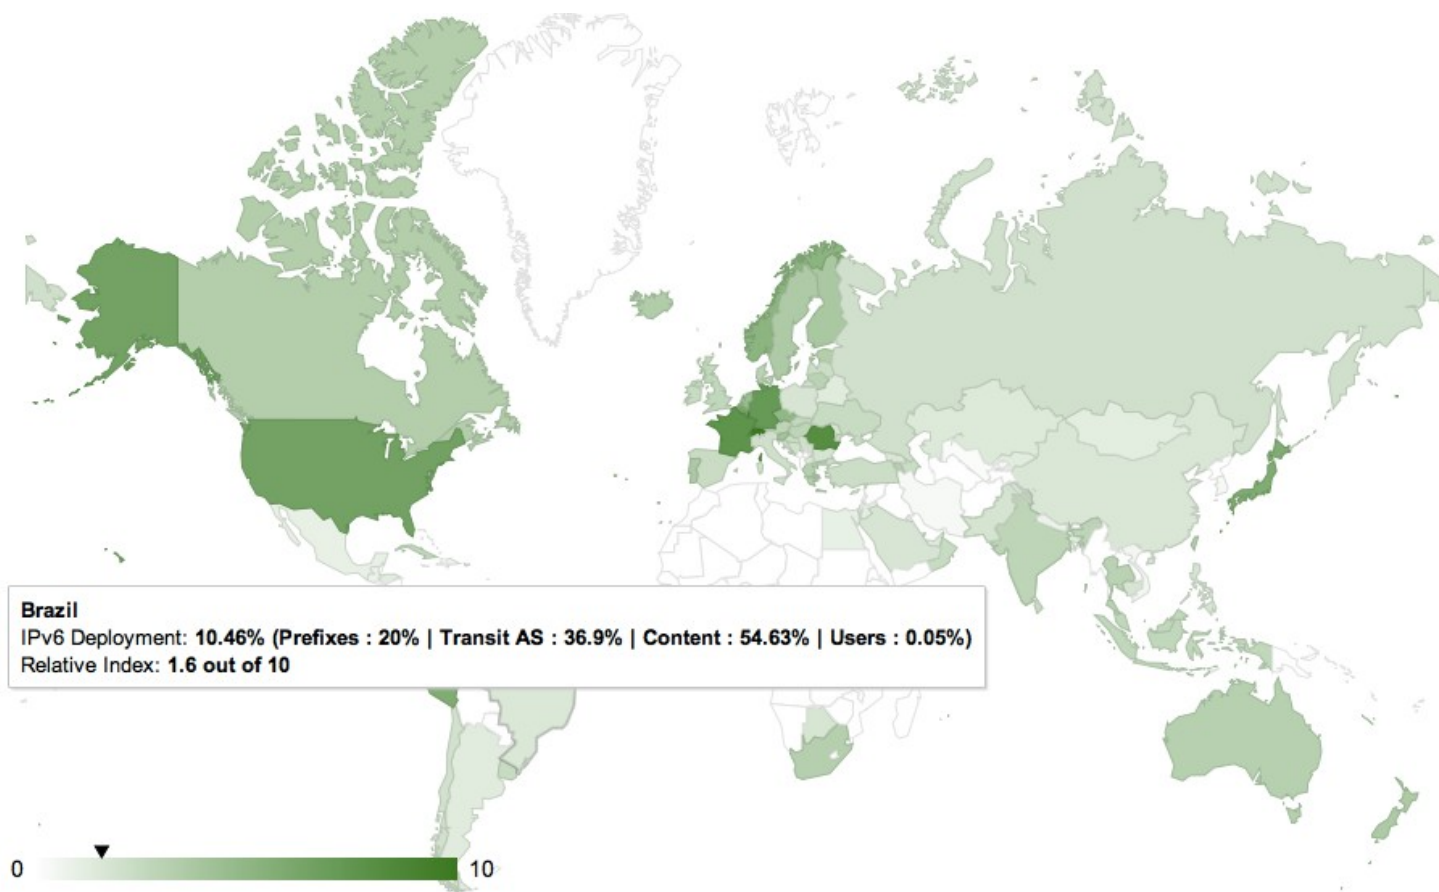 Brazil
IPv6 Deployment: 10.46% (Prefixes : 20% | Transit AS : 36.9% | Content : 54.63% | Users : 0.05%)
Relative Index: 1.6 out of 10
0 10